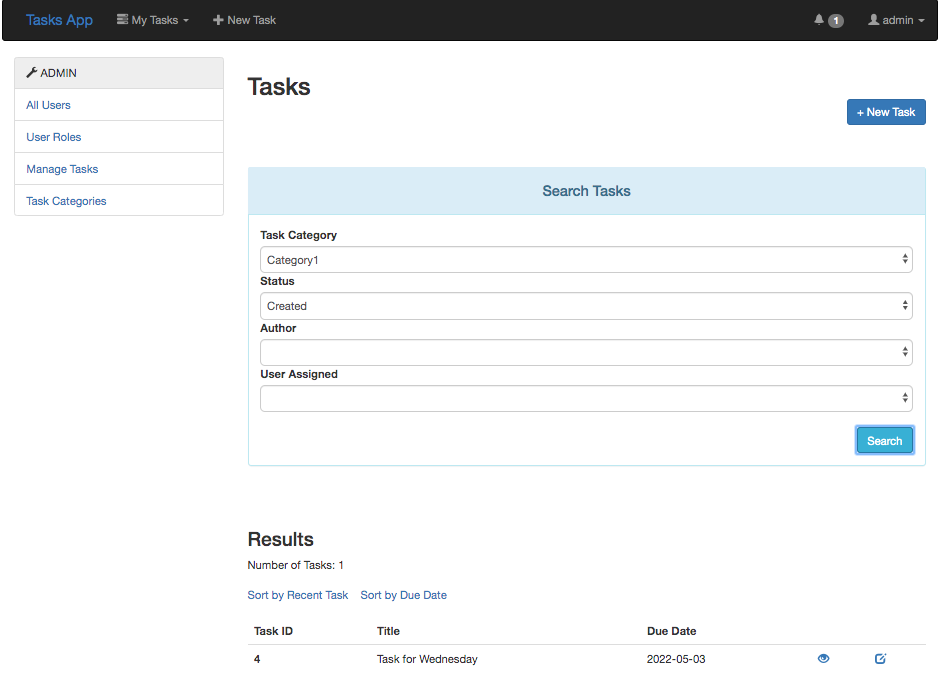 Tasks App My Tasks New Task 1 admin
ADMIN
All Users
User Roles
Manage Tasks
Task Categories
Tasks
+ New Task
Search Tasks
Task Category
Category1
Status
Created
Author
User Assigned
Search
Results
Number of Tasks: 1
Sort by Recent Task Sort by Due Date
Task ID Title Due Date
4 Task for Wednesday 2022-05-03